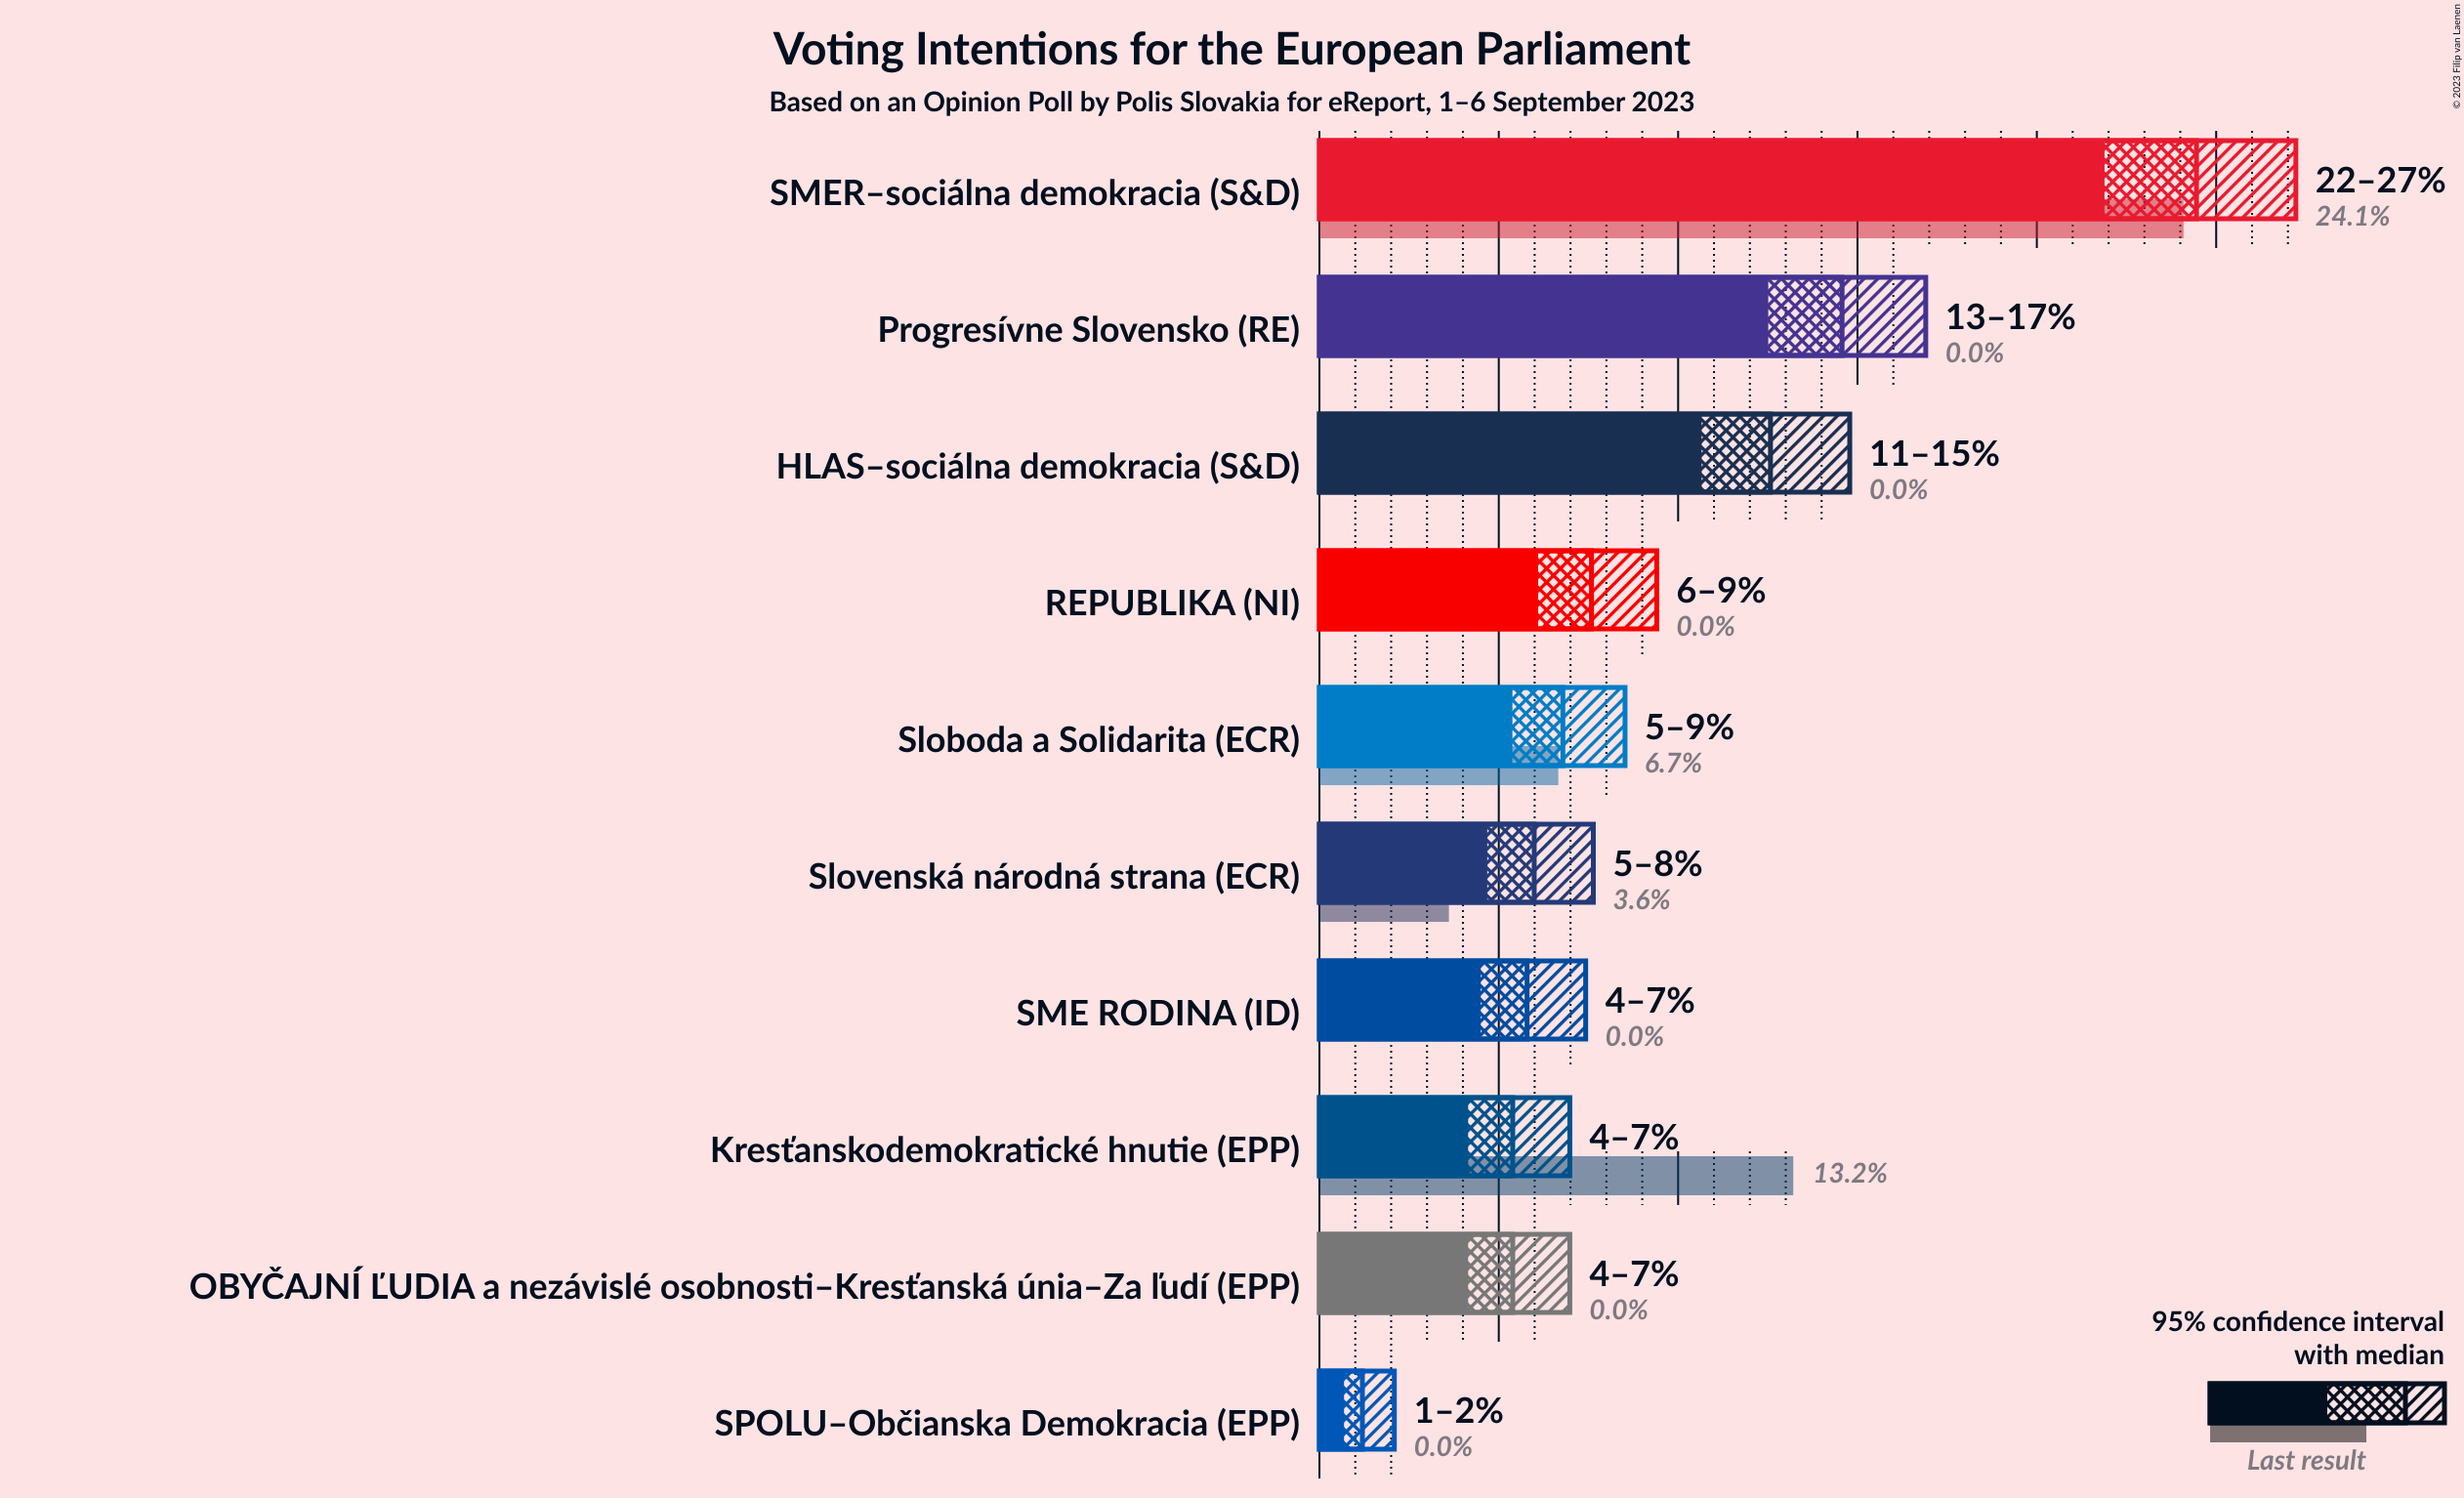 Voting Intentions for the European Parliament
Based on an Opinion Poll by Polis Slovakia for eReport, 1–6 September 2023
© 2023 Filip van Laenen
SMER–sociálna demokracia (S&D)
22–27%
24.1%
Progresívne Slovensko (RE)
13–17%
0.0%
HLAS–sociálna demokracia (S&D)
11–15%
0.0%
REPUBLIKA (NI)
6–9%
0.0%
Sloboda a Solidarita (ECR)
5–9%
6.7%
Slovenská národná strana (ECR)
5–8%
3.6%
SME RODINA (ID)
4–7%
0.0%
Kresťanskodemokratické hnutie (EPP)
4–7%
13.2%
OBYČAJNÍ ĽUDIA a nezávislé osobnosti–Kresťanská únia–Za ľudí (EPP)
4–7%
0.0%
SPOLU–Občianska Demokracia (EPP)
1–2%
0.0%
95% confidence interval
with median
Last result